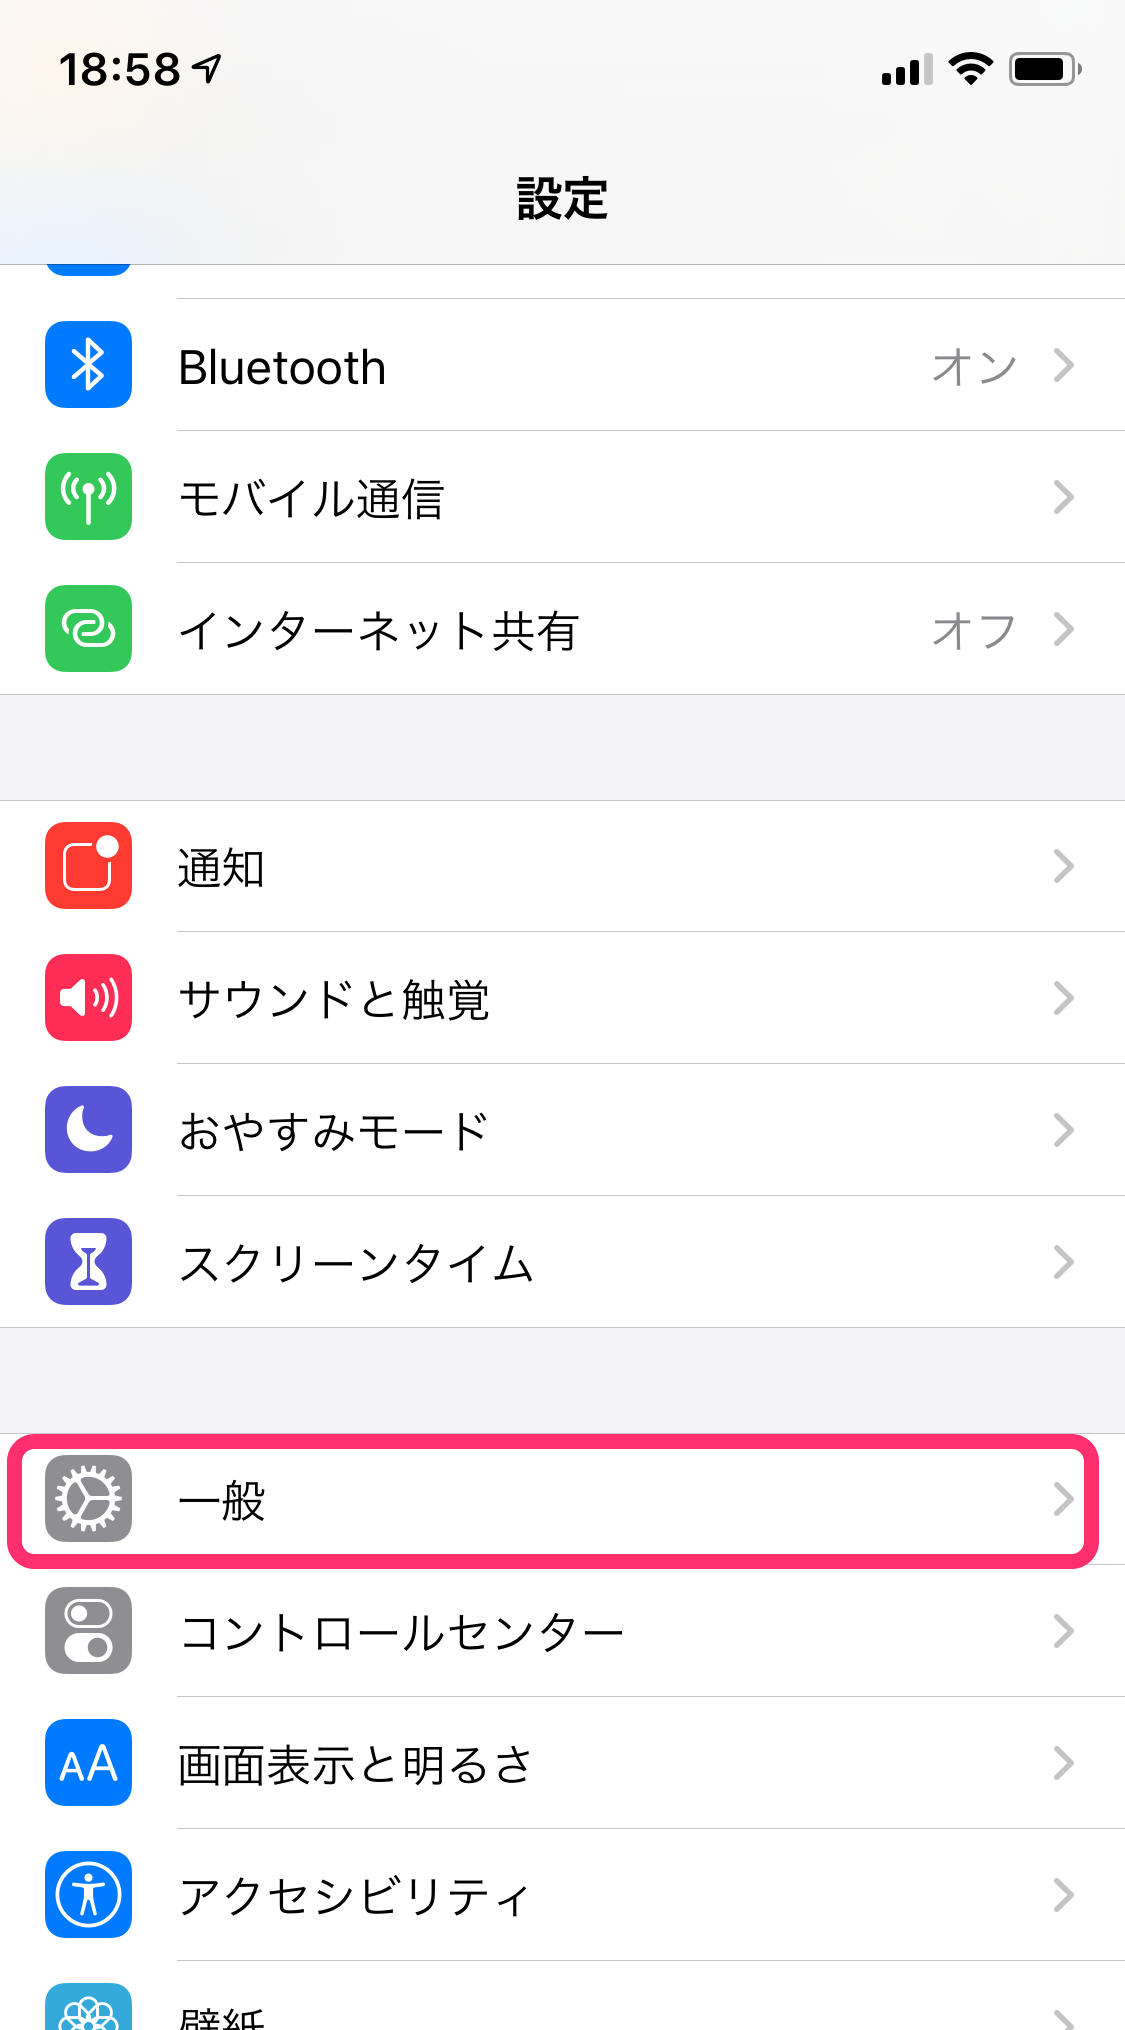 18:58
設定
Bluetooth オン
モバイル通信
インターネット共有 オフ
通知
サウンドと触覚
おやすみモード
スクリーンタイム
一般
コントロールセンター
AA 画面表示と明るさ
アクセシビリティ
壁紙